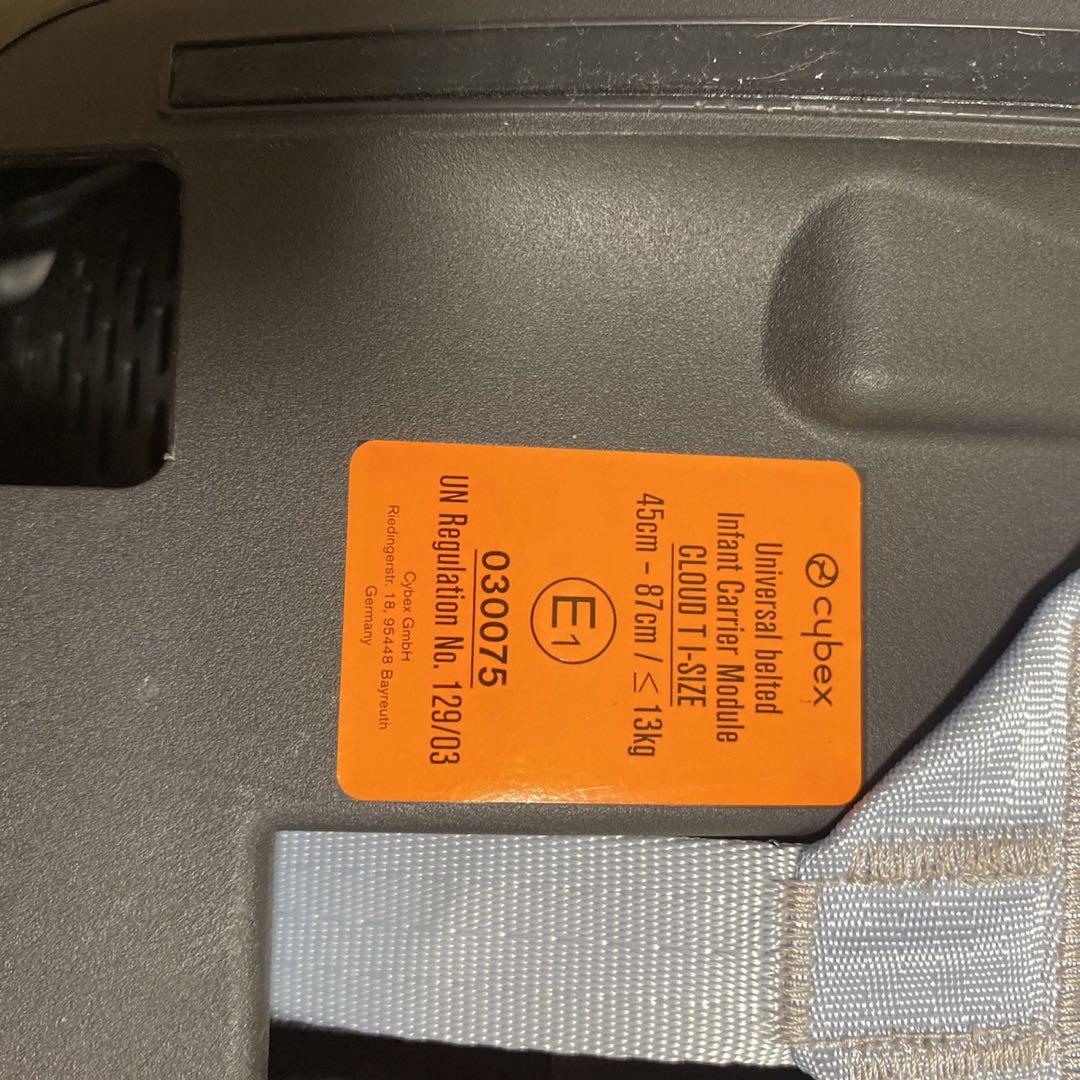 cybex
Universal belted
Infant Carrier Module
CLOUD T I-SIZE
45cm - 87cm / ≤ 13kg
E1
030075
UN Regulation No. 129/03
Cybex GmbH
Riedingerstr. 18, 95448 Bayreuth
Germany